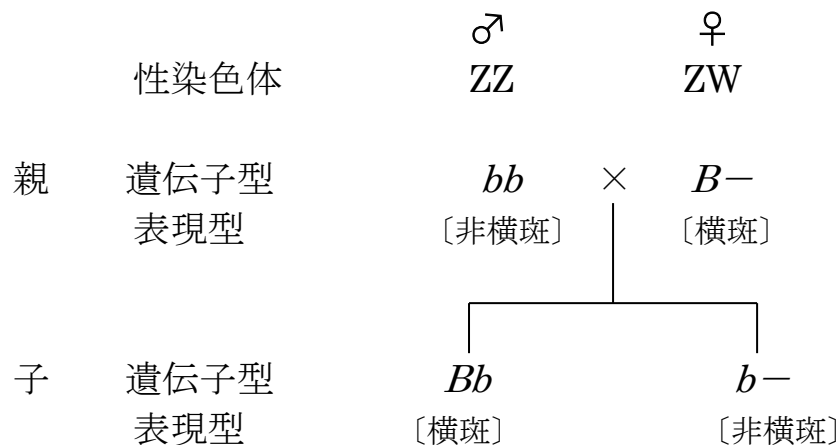 ♂ ♀
性染色体 ZZ ZW
親 遺伝子型 bb × B−
表現型 〔非横斑〕 〔横斑〕
子 遺伝子型 Bb b−
表現型 〔横斑〕 〔非横斑〕